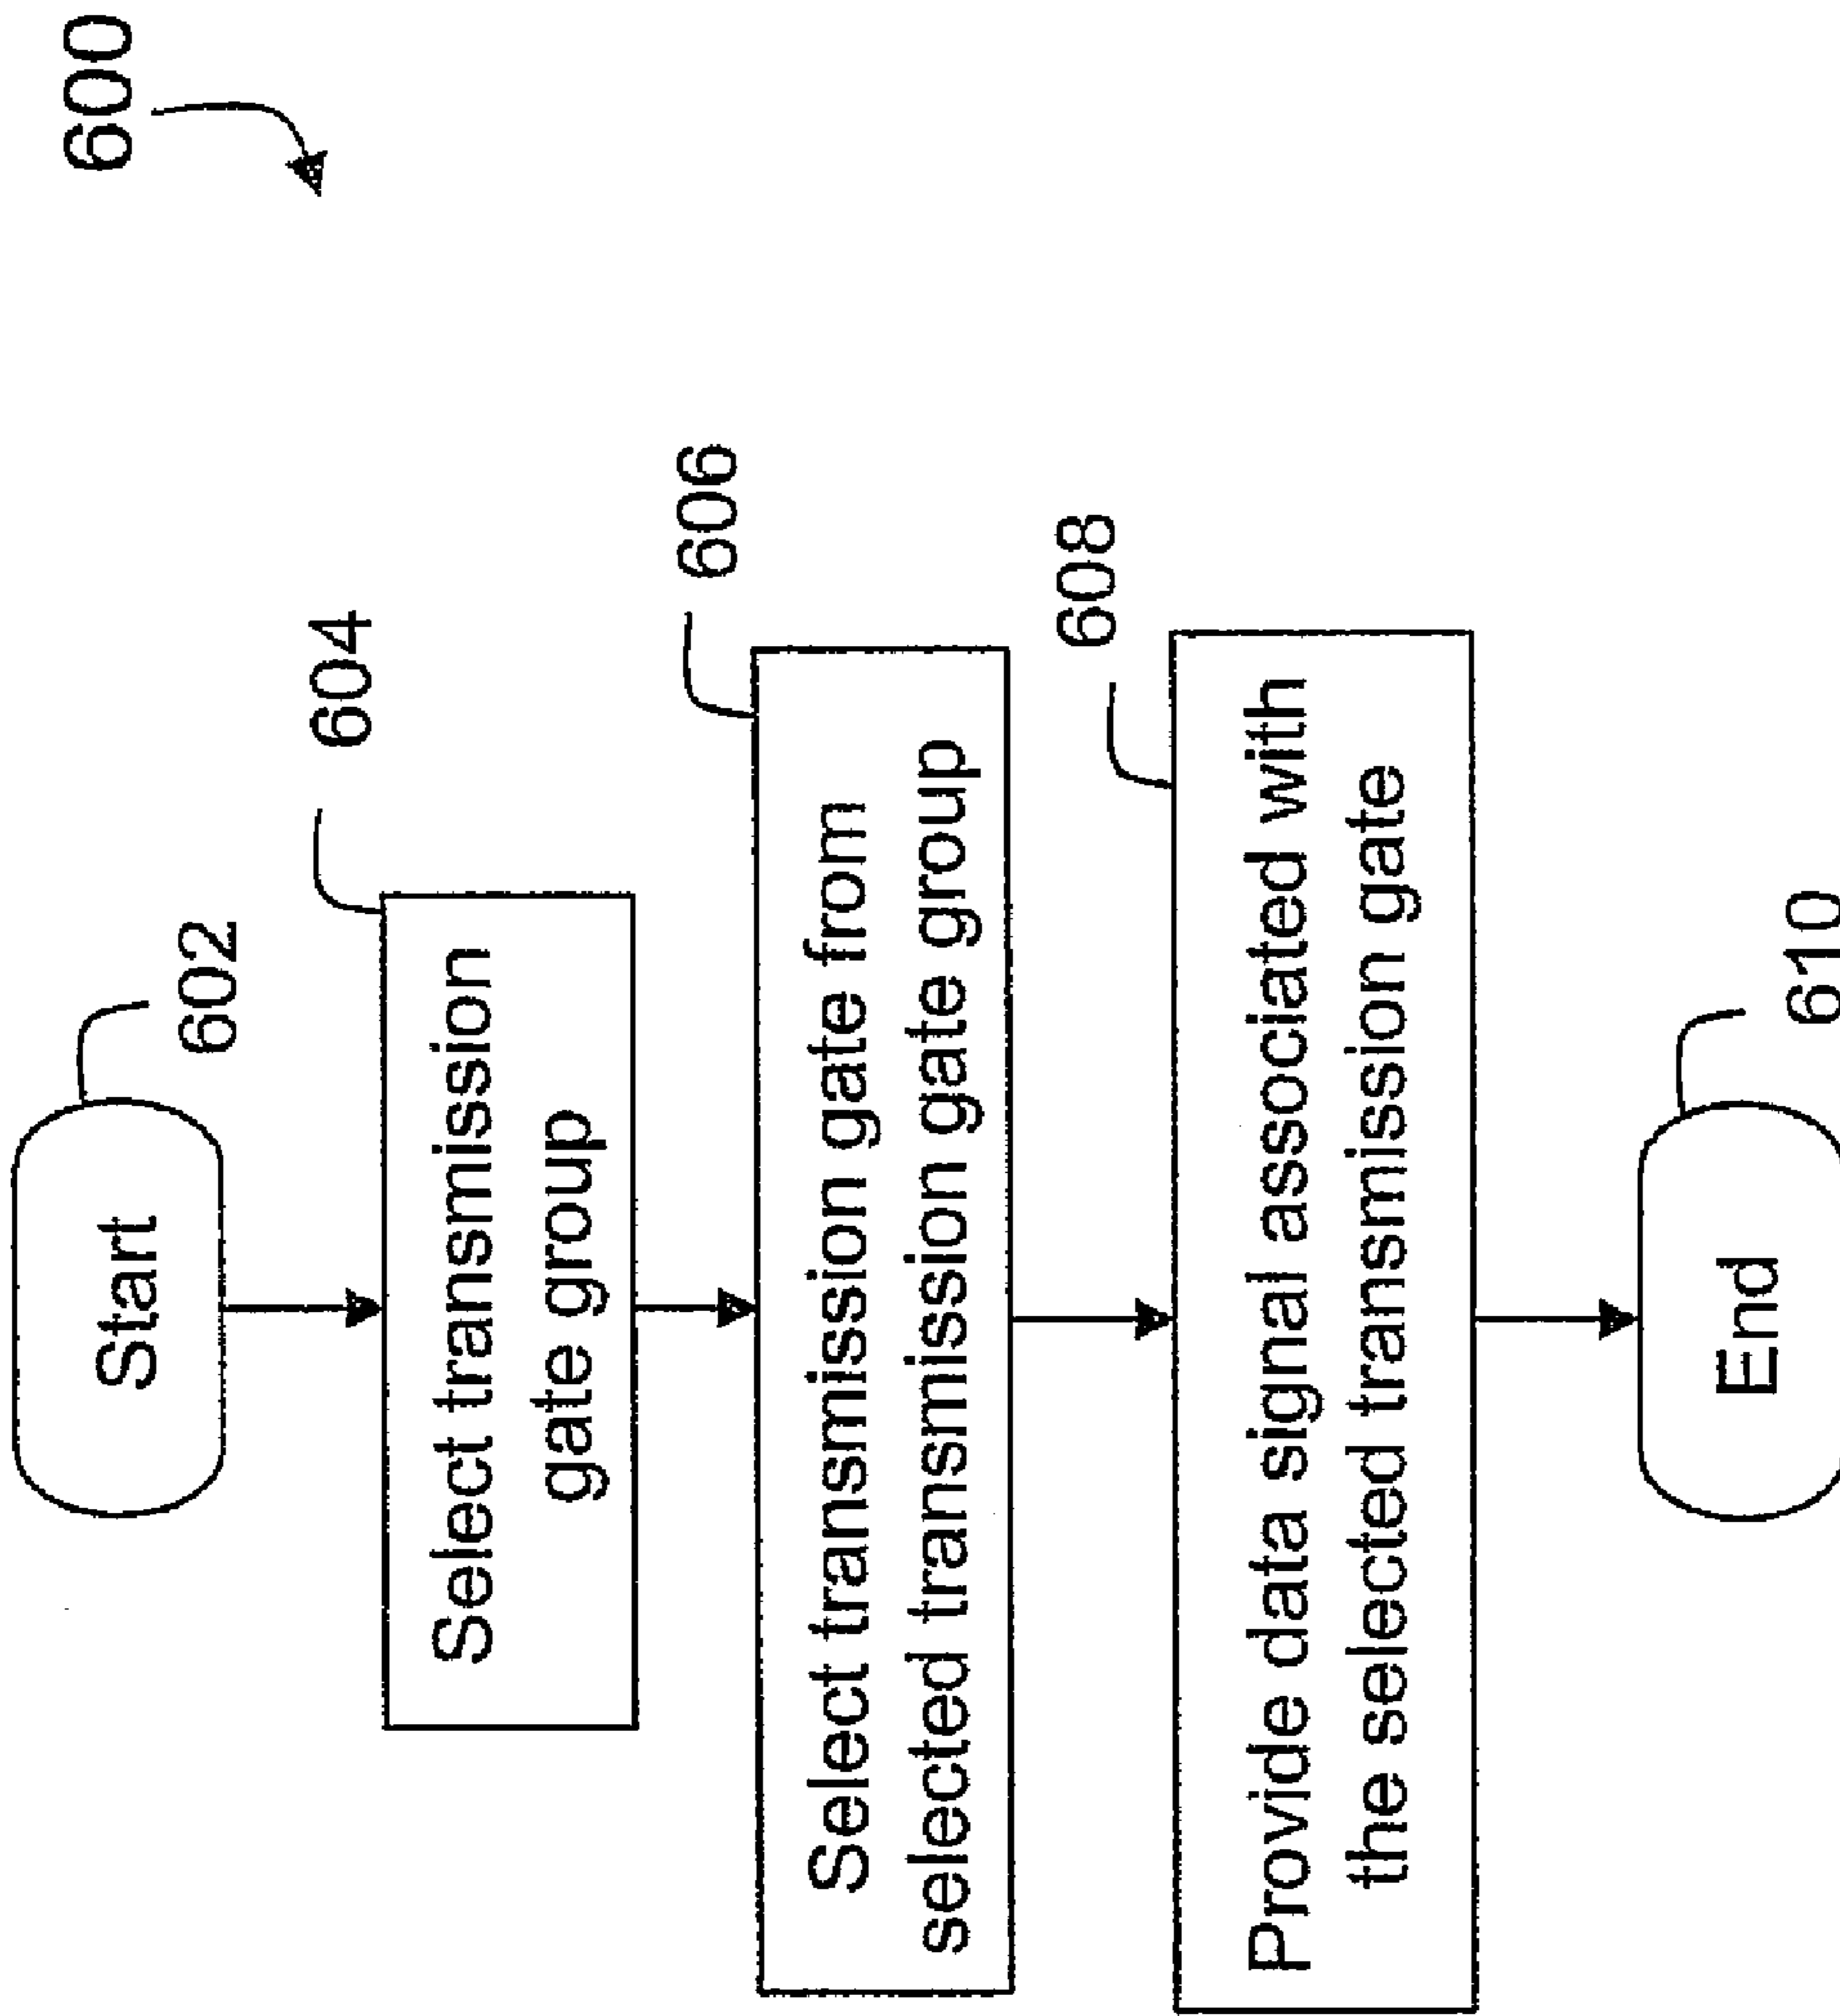 600
Start
602
Select transmission
gate group
604
Select transmission gate from
selected transmission gate group
606
Provide data signal associated with
the selected transmission gate
608
End
610